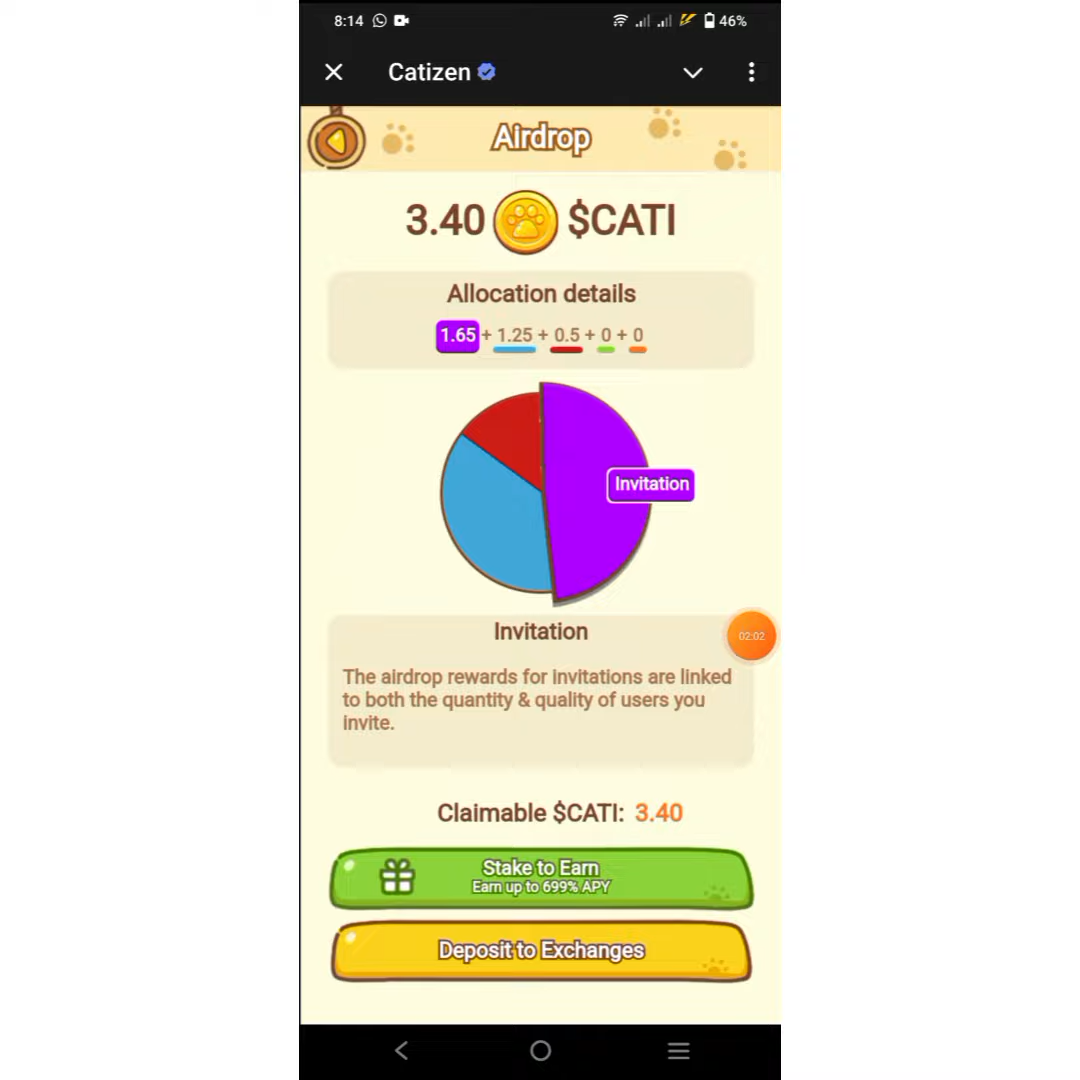 8:14 46%
Catizen
Airdrop
3.40 $CATI
Allocation details
1.65 + 1.25 + 0.5 + 0 + 0
Invitation
Invitation
02:02
The airdrop rewards for invitations are linked
to both the quantity & quality of users you
invite.
Claimable $CATI: 3.40
Stake to Earn
Earn up to 699% APY
Deposit to Exchanges